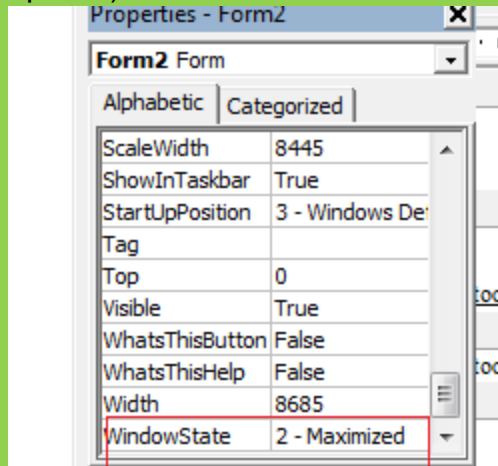 Properties - Form2
Form2 Form
Alphabetic Categorized
ScaleWidth 8445
ShowInTaskbar True
StartUpPosition 3 - Windows Def
Tag
Top 0
Visible True
WhatsThisButton False
WhatsThisHelp False
Width 8685
WindowState 2 - Maximized